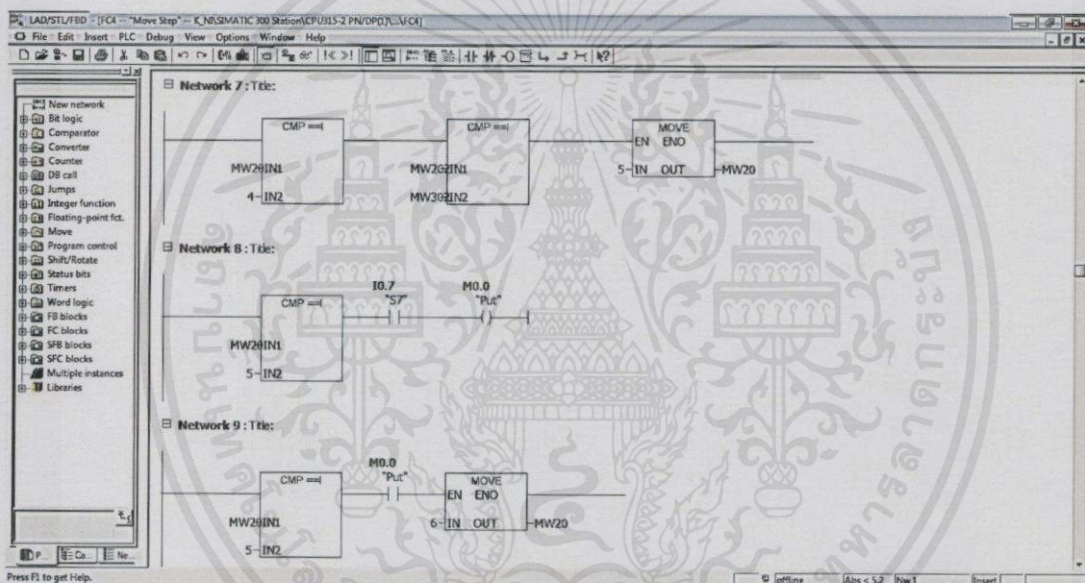 LAD/STL/FBD - [FC4 -- "Move Step" -- K_NI\SIMATIC 300 Station\CPU315-2 PN/DP(1)\...\FC4]
File Edit Insert PLC Debug View Options Window Help
New network
Bit logic
Comparator
Converter
Counter
DB call
Jumps
Integer function
Floating-point fct.
Move
Program control
Shift/Rotate
Status bits
Timers
Word logic
FB blocks
FC blocks
SFB blocks
SFC blocks
Multiple instances
Libraries
P... Ca... Ne...
Network 7 : Title:
CMP ==I CMP ==I MOVE
EN ENO
MW20 IN1 MW202 IN1 5 IN OUT MW20
4 IN2 MW302 IN2
Network 8 : Title:
I0.7 M0.0
CMP ==I "S7" "Put"
MW20 IN1
5 IN2
Network 9 : Title:
M0.0
CMP ==I "Put" MOVE
EN ENO
MW20 IN1 6 IN OUT MW20
5 IN2
Press F1 to get Help.
offline Abs < 5.2 Nw 1 Insert